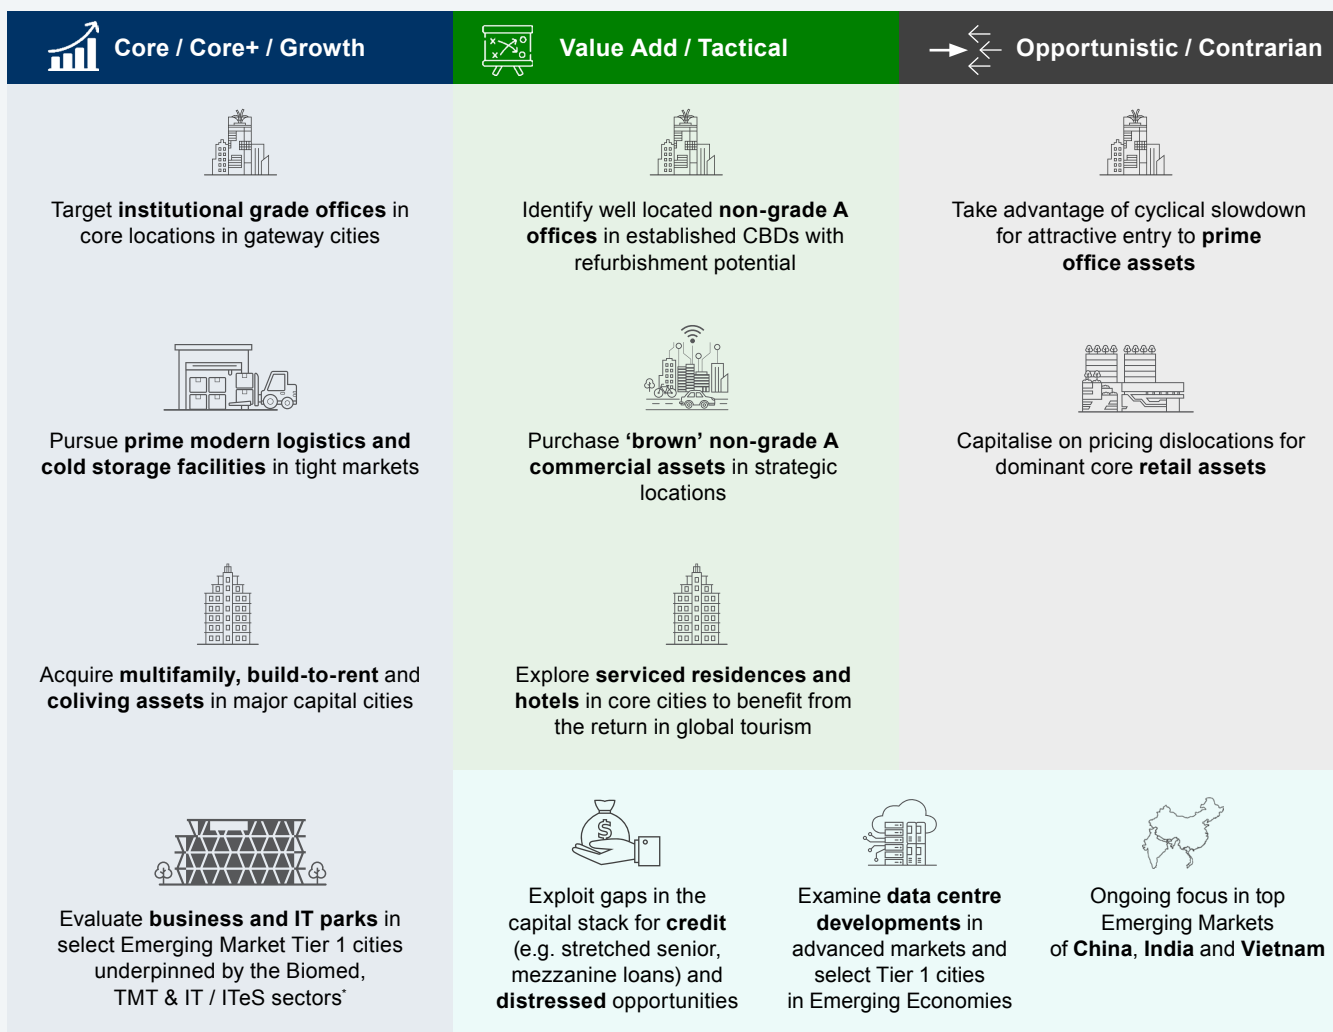 Core / Core+ / Growth
Target institutional grade offices in
core locations in gateway cities
Pursue prime modern logistics and
cold storage facilities in tight markets
Acquire multifamily, build-to-rent and
coliving assets in major capital cities
Evaluate business and IT parks in
select Emerging Market Tier 1 cities
underpinned by the Biomed,
TMT & IT / ITeS sectors*
Value Add / Tactical
Identify well located non-grade A
offices in established CBDs with
refurbishment potential
Purchase ‘brown’ non-grade A
commercial assets in strategic
locations
Explore serviced residences and
hotels in core cities to benefit from
the return in global tourism
Opportunistic / Contrarian
Take advantage of cyclical slowdown
for attractive entry to prime
office assets
Capitalise on pricing dislocations for
dominant core retail assets
$
Exploit gaps in the
capital stack for credit
(e.g. stretched senior,
mezzanine loans) and
distressed opportunities
Examine data centre
developments in
advanced markets and
select Tier 1 cities
in Emerging Economies
Ongoing focus in top
Emerging Markets
of China, India and Vietnam